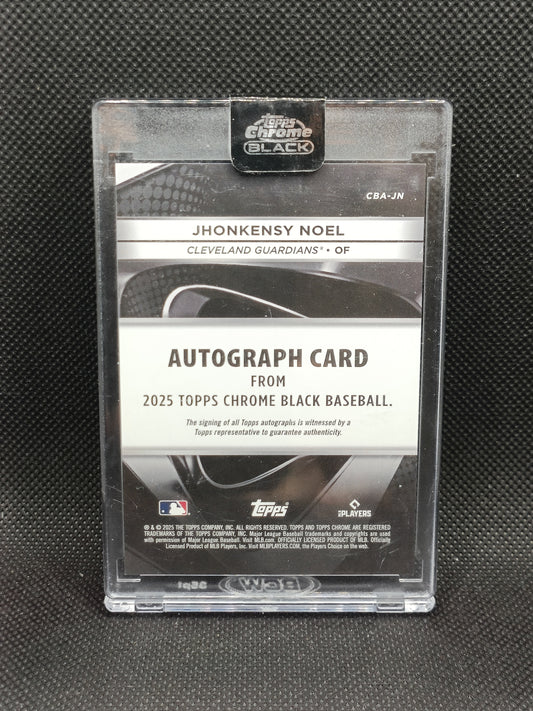 Topps
Chrome
BLACK
CBA-JN
JHONKENSY NOEL
CLEVELAND GUARDIANS® • OF
AUTOGRAPH CARD
FROM
2025 TOPPS CHROME BLACK BASEBALL.
The signing of all Topps autographs is witnessed by a
Topps representative to guarantee authenticity.
Topps
PLAYERS
® & © 2025 THE TOPPS COMPANY, INC. ALL RIGHTS RESERVED. TOPPS AND TOPPS CHROME ARE REGISTERED
TRADEMARKS OF THE TOPPS COMPANY, INC. Major League Baseball trademarks and copyrights are used
with permission of Major League Baseball. Visit MLB.com. OFFICIALLY LICENSED PRODUCT OF MLB. Officially
Licensed Product of MLB Players, Inc. Visit MLBPLAYERS.COM, the Players Choice on the web.
BCW